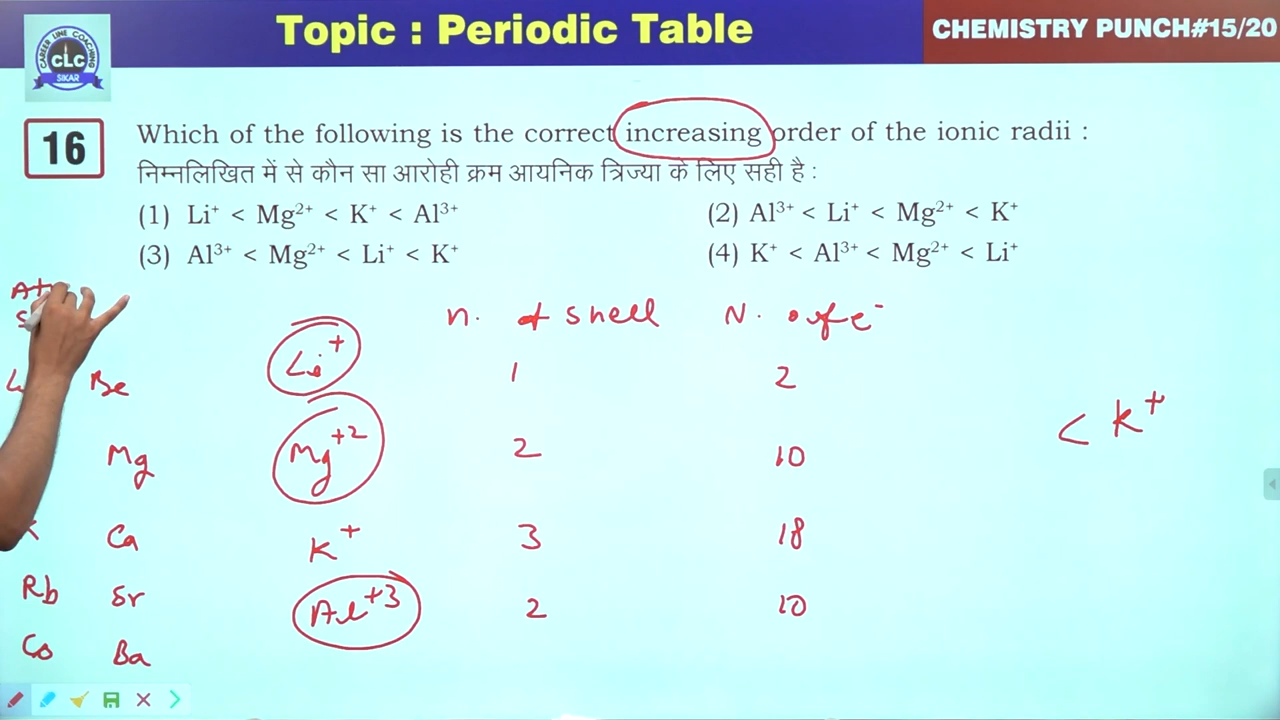 Topic : Periodic Table
CHEMISTRY PUNCH#15/20
CAREER LINE COACHING
CLC
SIKAR
16
Which of the following is the correct increasing order of the ionic radii :
निम्नलिखित में से कौन सा आरोही क्रम आयनिक त्रिज्या के लिए सही है :
(1) Li⁺ < Mg²⁺ < K⁺ < Al³⁺
(2) Al³⁺ < Li⁺ < Mg²⁺ < K⁺
(3) Al³⁺ < Mg²⁺ < Li⁺ < K⁺
(4) K⁺ < Al³⁺ < Mg²⁺ < Li⁺
n. of shell N. of e⁻
Be Li⁺ 1 2
< K⁺
Mg Mg⁺² 2 10
Ca K⁺ 3 18
Rb Sr Al⁺³ 2 10
Cs Ba